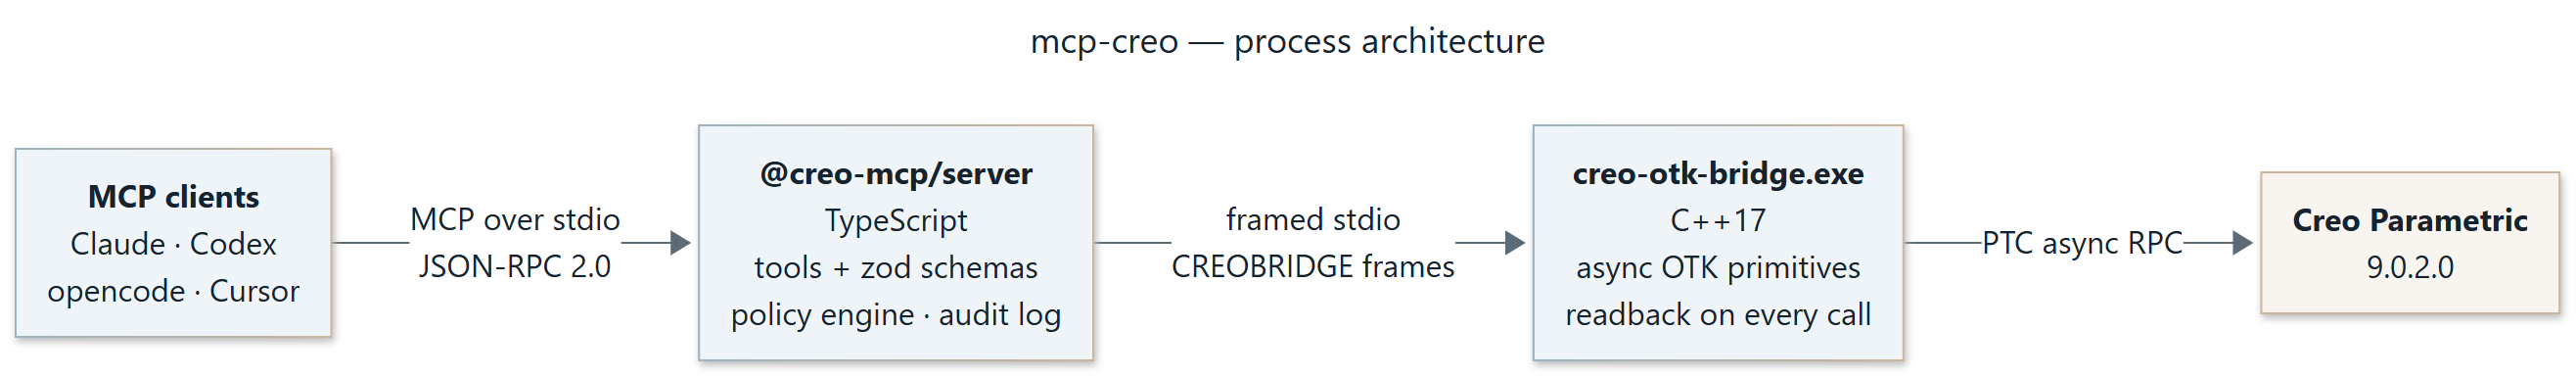 mcp-creo — process architecture
MCP clients
Claude · Codex
opencode · Cursor
MCP over stdio
JSON-RPC 2.0
@creo-mcp/server
TypeScript
tools + zod schemas
policy engine · audit log
framed stdio
CREOBRIDGE frames
creo-otk-bridge.exe
C++17
async OTK primitives
readback on every call
PTC async RPC
Creo Parametric
9.0.2.0